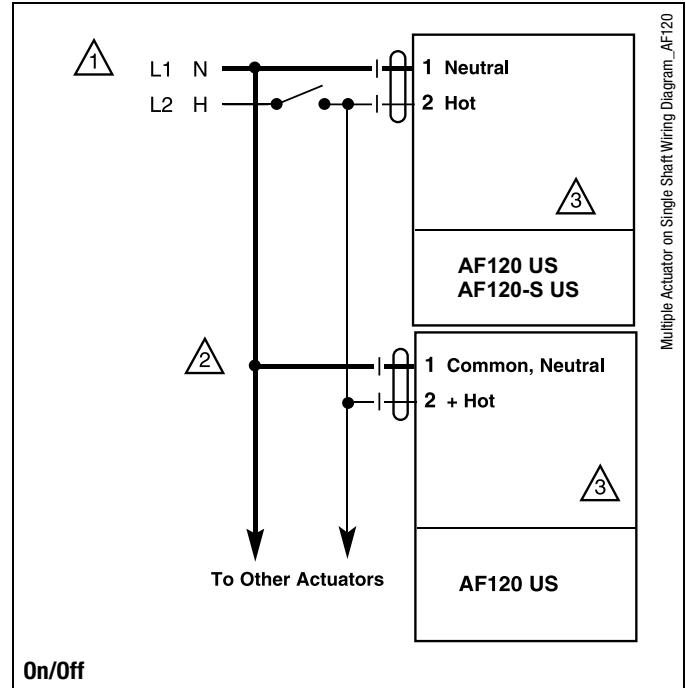 1
L1 N
L2 H
1 Neutral
2 Hot
3
AF120 US
AF120-S US
2
1 Common, Neutral
2 + Hot
3
AF120 US
To Other Actuators
On/Off
Multiple Actuator on Single Shaft Wiring Diagram_AF120